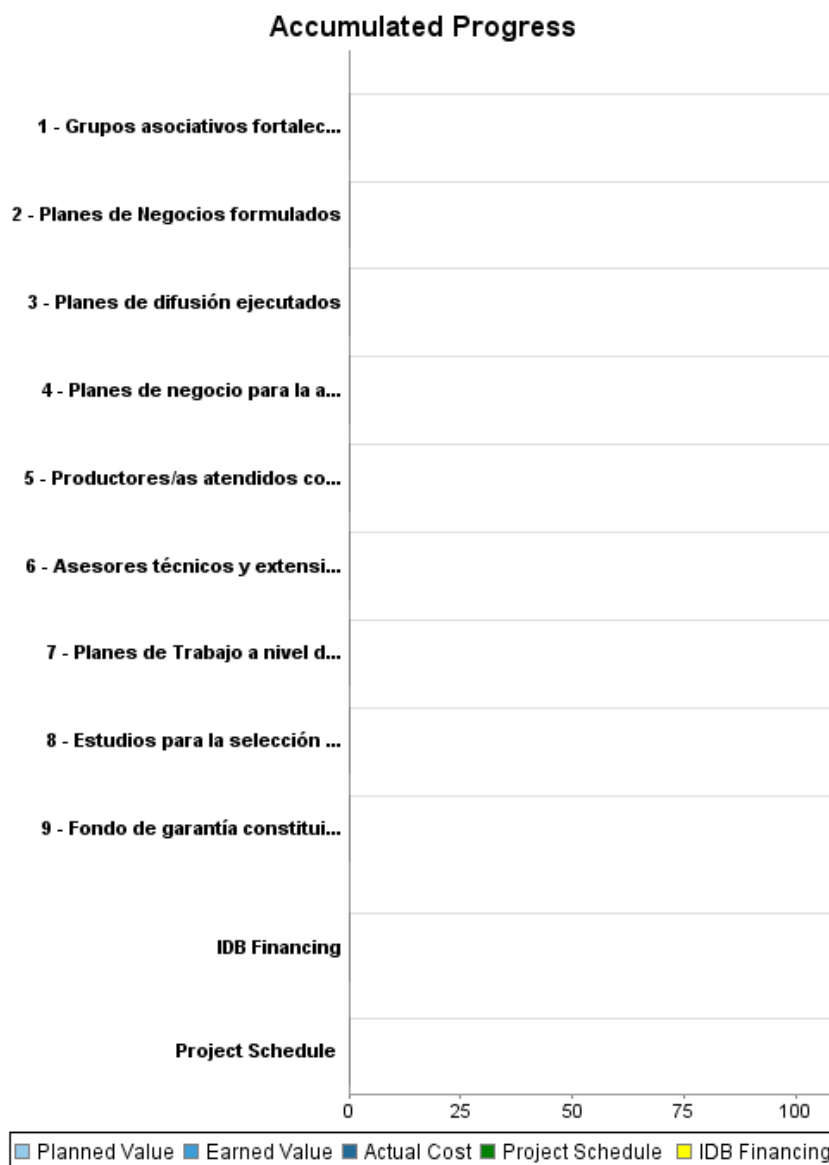 Accumulated Progress
1 - Grupos asociativos fortalec...
2 - Planes de Negocios formulados
3 - Planes de difusión ejecutados
4 - Planes de negocio para la a...
5 - Productores/as atendidos co...
6 - Asesores técnicos y extensi...
7 - Planes de Trabajo a nivel d...
8 - Estudios para la selección ...
9 - Fondo de garantía constitui...
IDB Financing
Project Schedule
0 25 50 75 100
Planned Value Earned Value Actual Cost Project Schedule IDB Financing